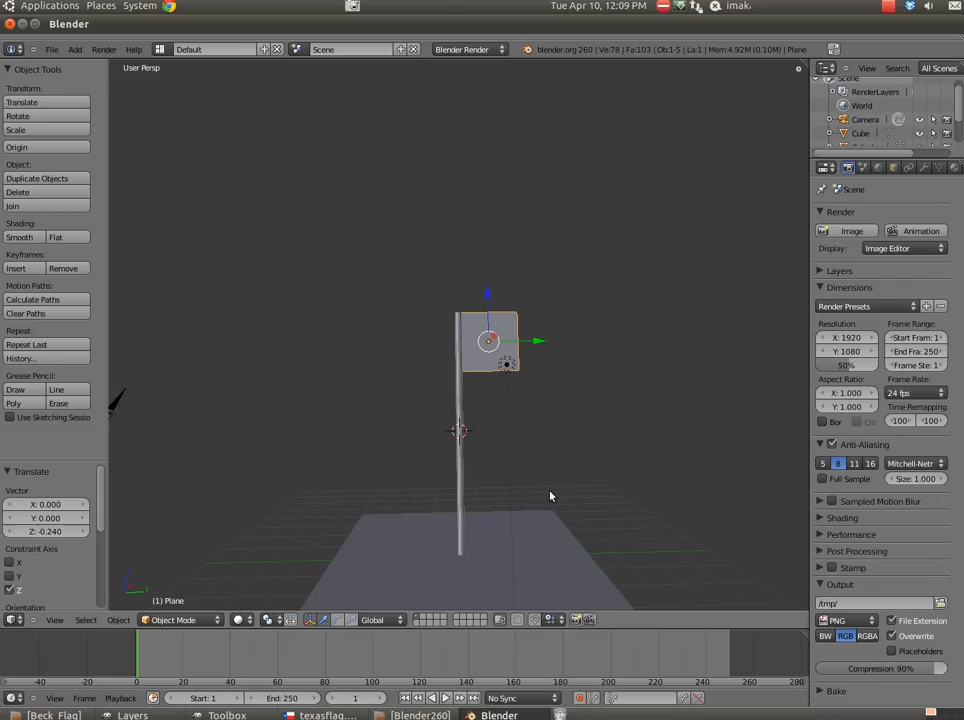 Applications Places System Tue Apr 10, 12:09 PM imak
Blender
File Add Render Help Default Scene Blender Render blender.org 260 | Ve:78 | Fa:103 | Ob:1-5 | La:1 | Mem:4.92M (0.10M) | Plane
Object Tools
Transform:
Translate
Rotate
Scale
Origin
Object:
Duplicate Objects
Delete
Join
Shading:
Smooth Flat
Keyframes:
Insert Remove
Motion Paths:
Calculate Paths
Clear Paths
Repeat:
Repeat Last
History...
Grease Pencil:
Draw Line
Poly Erase
Use Sketching Sessio
Translate
Vector
X: 0.000
Y: 0.000
Z: -0.240
Constraint Axis
X
Y
Z
Orientation
User Persp
(1) Plane
View Select Object Object Mode Global
-40 -20 0 20 40 60 80 100 120 140 160 180 200 220 240 260 280
View Frame Playback Start: 1 End: 250 1 No Sync
View Search All Scenes
Scene
RenderLayers
World
Camera
Cube
Scene
Render
Image Animation
Display: Image Editor
Layers
Dimensions
Render Presets
Resolution: Frame Range:
X: 1920 Start Fram: 1
Y: 1080 End Fra: 250
50% Frame Ste: 1
Aspect Ratio: Frame Rate:
X: 1.000 24 fps
Y: 1.000 Time Remapping:
Bor Cro 100 100
Anti-Aliasing
5 8 11 16 Mitchell-Netr
Full Sample Size: 1.000
Sampled Motion Blur
Shading
Performance
Post Processing
Stamp
Output
/tmp/
PNG File Extension
BW RGB RGBA Overwrite
Placeholders
Compression: 90%
Bake
[Beck_Flag] Layers Toolbox texasflag.... [Blender260] Blender